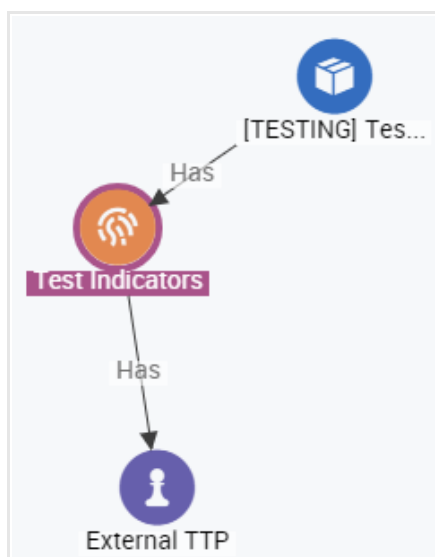 [TESTING] Tes...
Has
Test Indicators
Has
External TTP